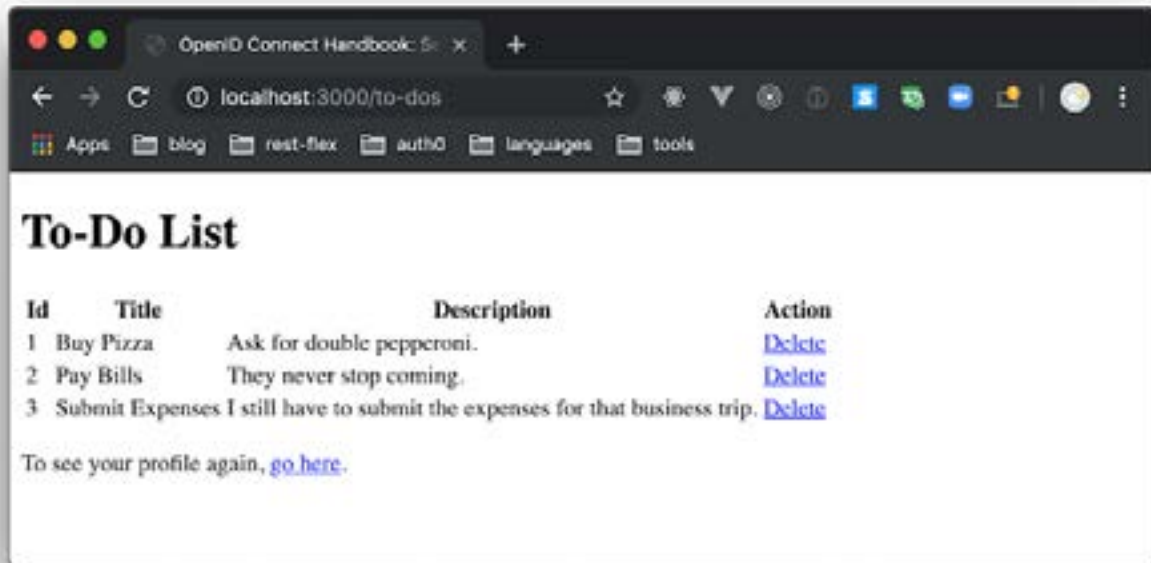 OpenID Connect Handbook: Se
localhost:3000/to-dos
Apps blog rest-flex auth0 languages tools
To-Do List
Id Title Description Action
1 Buy Pizza Ask for double pepperoni. Delete
2 Pay Bills They never stop coming. Delete
3 Submit Expenses I still have to submit the expenses for that business trip. Delete
To see your profile again, go here.